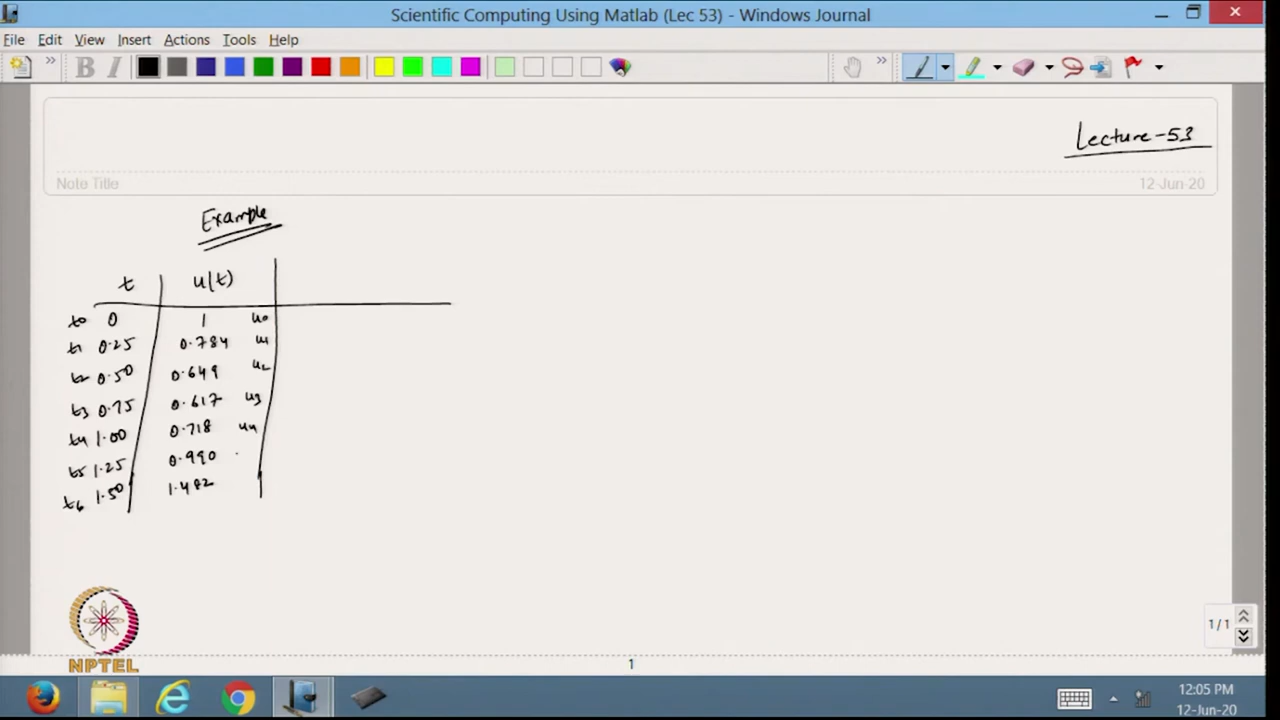 Scientific Computing Using Matlab (Lec 53) - Windows Journal
File Edit View Insert Actions Tools Help
B I
Lecture-53
Note Title
12-Jun-20
Example
t u(t)
t0 0 1 u0
t1 0.25 0.784 u1
t2 0.50 0.649 u2
t3 0.75 0.617 u3
t4 1.00 0.718 u4
t5 1.25 0.990
t6 1.50 1.482
1/1
NPTEL
1
12:05 PM
12-Jun-20